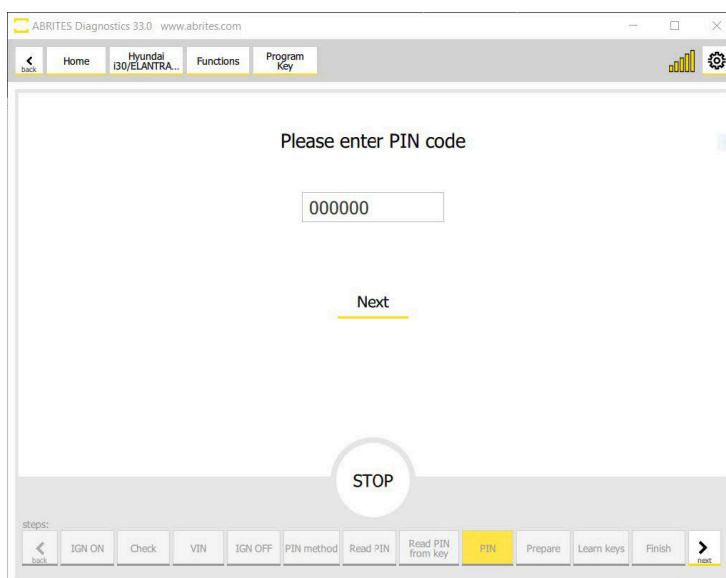 ABRITES Diagnostics 33.0 www.abrites.com
back
Home
Hyundai
i30/ELANTRA...
Functions
Program
Key
Please enter PIN code
000000
Next
STOP
steps:
back
IGN ON
Check
VIN
IGN OFF
PIN method
Read PIN
Read PIN
from key
PIN
Prepare
Learn keys
Finish
next